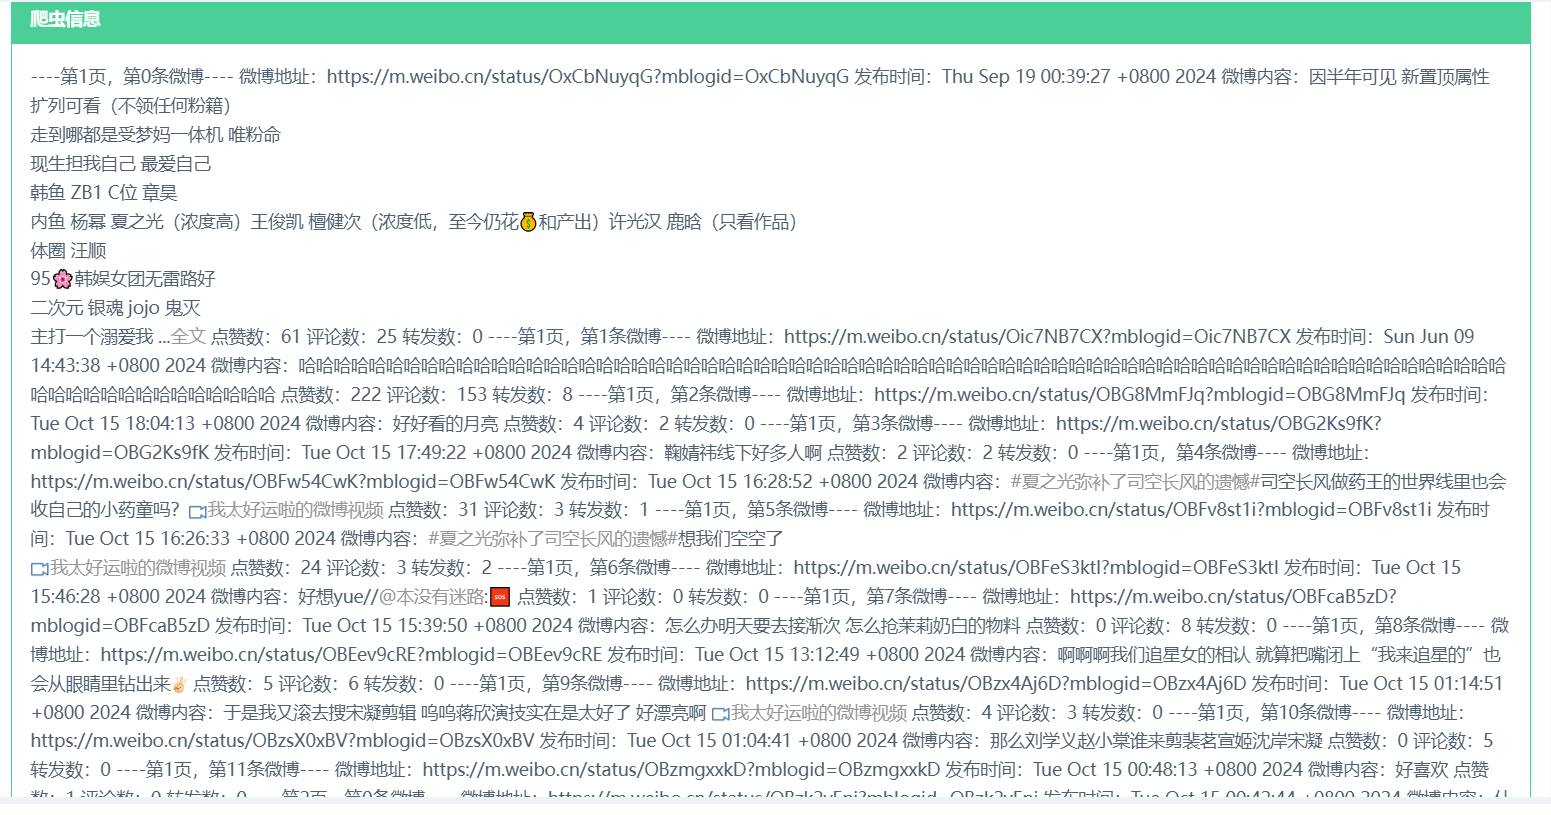 爬虫信息
----第1页，第0条微博---- 微博地址：https://m.weibo.cn/status/OxCbNuyqG?mblogid=OxCbNuyqG 发布时间：Thu Sep 19 00:39:27 +0800 2024 微博内容：因半年可见 新置顶属性
扩列可看（不领任何粉籍）
走到哪都是受梦妈一体机 唯粉命
现生担我自己 最爱自己
韩鱼 ZB1 C位 章昊
内鱼 杨幂 夏之光（浓度高）王俊凯 檀健次（浓度低，至今仍花💰和产出）许光汉 鹿晗（只看作品）
体圈 汪顺
95🌸韩娱女团无雷路好
二次元 银魂 jojo 鬼灭
主打一个溺爱我 ...全文 点赞数：61 评论数：25 转发数：0 ----第1页，第1条微博---- 微博地址：https://m.weibo.cn/status/Oic7NB7CX?mblogid=Oic7NB7CX 发布时间：Sun Jun 09
14:43:38 +0800 2024 微博内容：哈哈哈哈哈哈哈哈哈哈哈哈哈哈哈哈哈哈哈哈哈哈哈哈哈哈哈哈哈哈哈哈哈哈哈哈哈哈哈哈哈哈哈哈哈哈哈哈哈哈哈哈哈哈哈哈哈哈哈哈哈哈哈哈哈哈哈哈哈
哈哈哈哈哈哈哈哈哈哈哈哈哈哈 点赞数：222 评论数：153 转发数：8 ----第1页，第2条微博---- 微博地址：https://m.weibo.cn/status/OBG8MmFJq?mblogid=OBG8MmFJq 发布时间：
Tue Oct 15 18:04:13 +0800 2024 微博内容：好好看的月亮 点赞数：4 评论数：2 转发数：0 ----第1页，第3条微博---- 微博地址：https://m.weibo.cn/status/OBG2Ks9fK?
mblogid=OBG2Ks9fK 发布时间：Tue Oct 15 17:49:22 +0800 2024 微博内容：鞠婧祎线下好多人啊 点赞数：2 评论数：2 转发数：0 ----第1页，第4条微博---- 微博地址：
https://m.weibo.cn/status/OBFw54CwK?mblogid=OBFw54CwK 发布时间：Tue Oct 15 16:28:52 +0800 2024 微博内容：#夏之光弥补了司空长风的遗憾#司空长风做药王的世界线里也会
收自己的小药童吗？ 我太好运啦的微博视频 点赞数：31 评论数：3 转发数：1 ----第1页，第5条微博---- 微博地址：https://m.weibo.cn/status/OBFv8st1i?mblogid=OBFv8st1i 发布时
间：Tue Oct 15 16:26:33 +0800 2024 微博内容：#夏之光弥补了司空长风的遗憾#想我们空空了
我太好运啦的微博视频 点赞数：24 评论数：3 转发数：2 ----第1页，第6条微博---- 微博地址：https://m.weibo.cn/status/OBFeS3ktI?mblogid=OBFeS3ktI 发布时间：Tue Oct 15
15:46:28 +0800 2024 微博内容：好想yue//@本没有迷路:🆘 点赞数：1 评论数：0 转发数：0 ----第1页，第7条微博---- 微博地址：https://m.weibo.cn/status/OBFcaB5zD?
mblogid=OBFcaB5zD 发布时间：Tue Oct 15 15:39:50 +0800 2024 微博内容：怎么办明天要去接渐次 怎么抢茉莉奶白的物料 点赞数：0 评论数：8 转发数：0 ----第1页，第8条微博---- 微
博地址：https://m.weibo.cn/status/OBEev9cRE?mblogid=OBEev9cRE 发布时间：Tue Oct 15 13:12:49 +0800 2024 微博内容：啊啊啊我们追星女的相认 就算把嘴闭上“我来追星的”也
会从眼睛里钻出来✌🏻 点赞数：5 评论数：6 转发数：0 ----第1页，第9条微博---- 微博地址：https://m.weibo.cn/status/OBzx4Aj6D?mblogid=OBzx4Aj6D 发布时间：Tue Oct 15 01:14:51
+0800 2024 微博内容：于是我又滚去搜宋凝剪辑 呜呜蒋欣演技实在是太好了 好漂亮啊 我太好运啦的微博视频 点赞数：4 评论数：3 转发数：0 ----第1页，第10条微博---- 微博地址：
https://m.weibo.cn/status/OBzsX0xBV?mblogid=OBzsX0xBV 发布时间：Tue Oct 15 01:04:41 +0800 2024 微博内容：那么刘学义赵小棠谁来剪裴茗宣姬沈岸宋凝 点赞数：0 评论数：5
转发数：0 ----第1页，第11条微博---- 微博地址：https://m.weibo.cn/status/OBzmgxxkD?mblogid=OBzmgxxkD 发布时间：Tue Oct 15 00:48:13 +0800 2024 微博内容：好喜欢 点赞
数：1 评论数：0 转发数：0 ----第2页，第0条微博---- 微博地址：